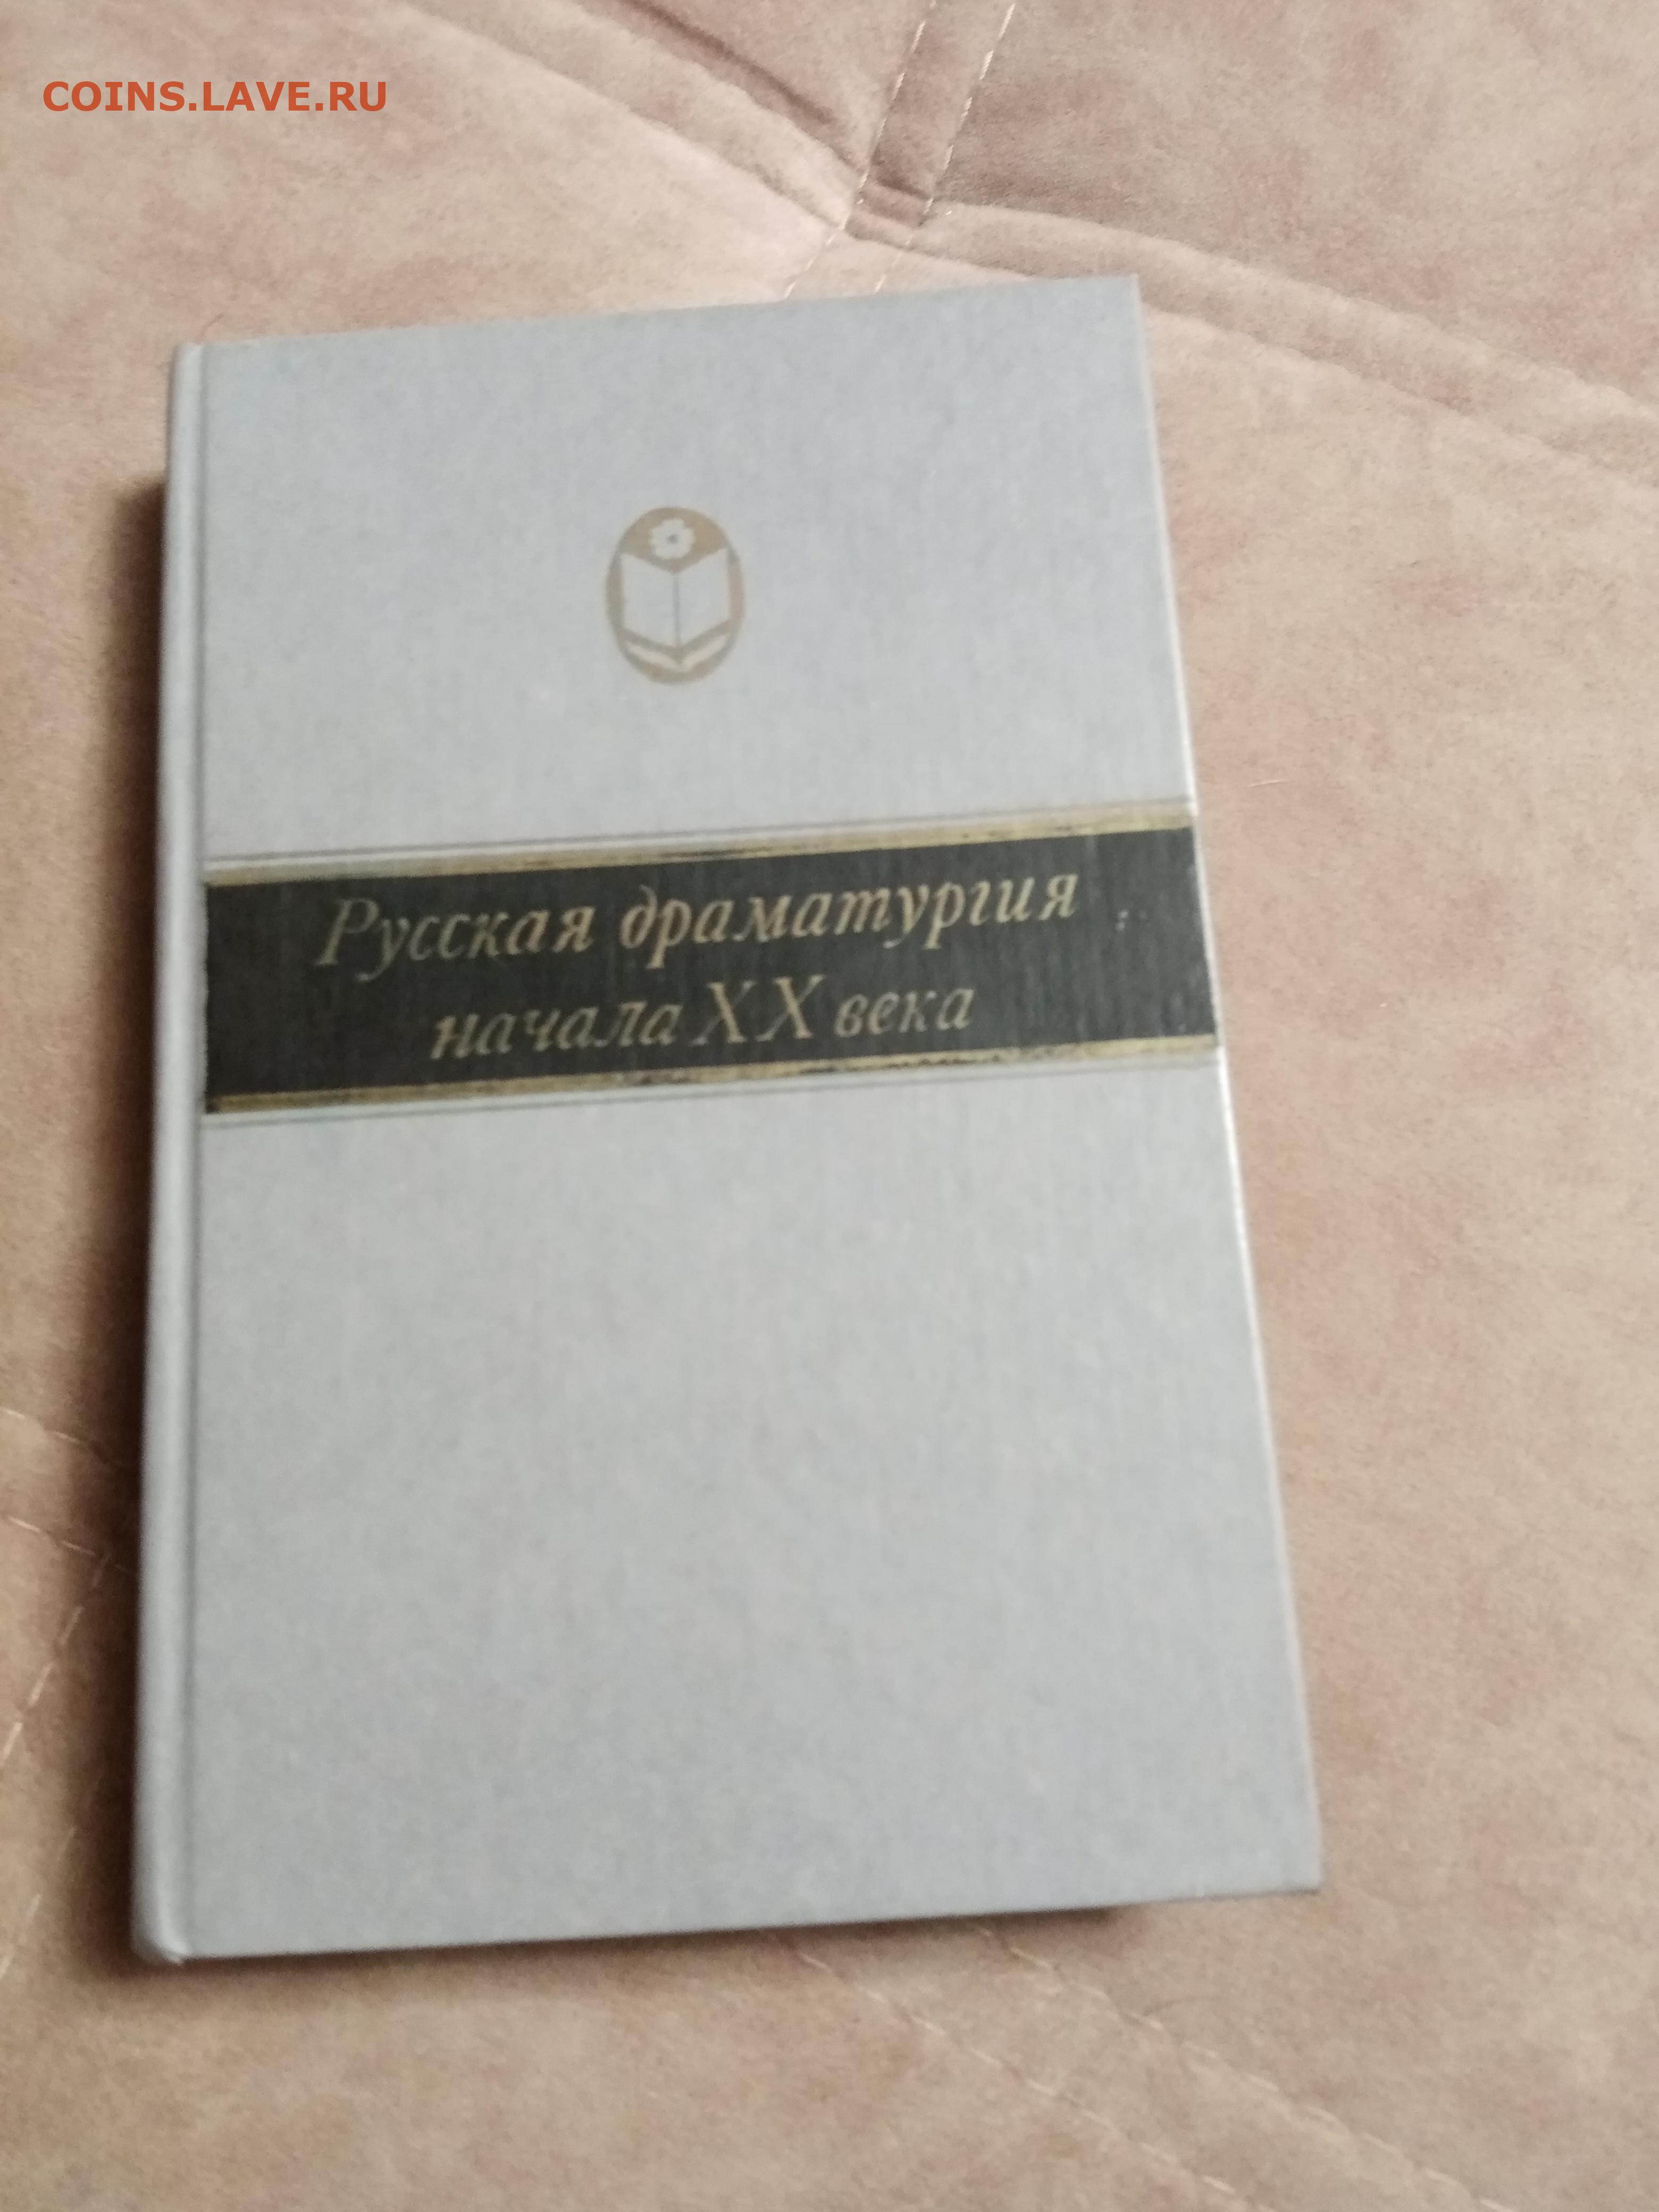 COINS.LAVE.RU
Русская драматургия
начала XX века